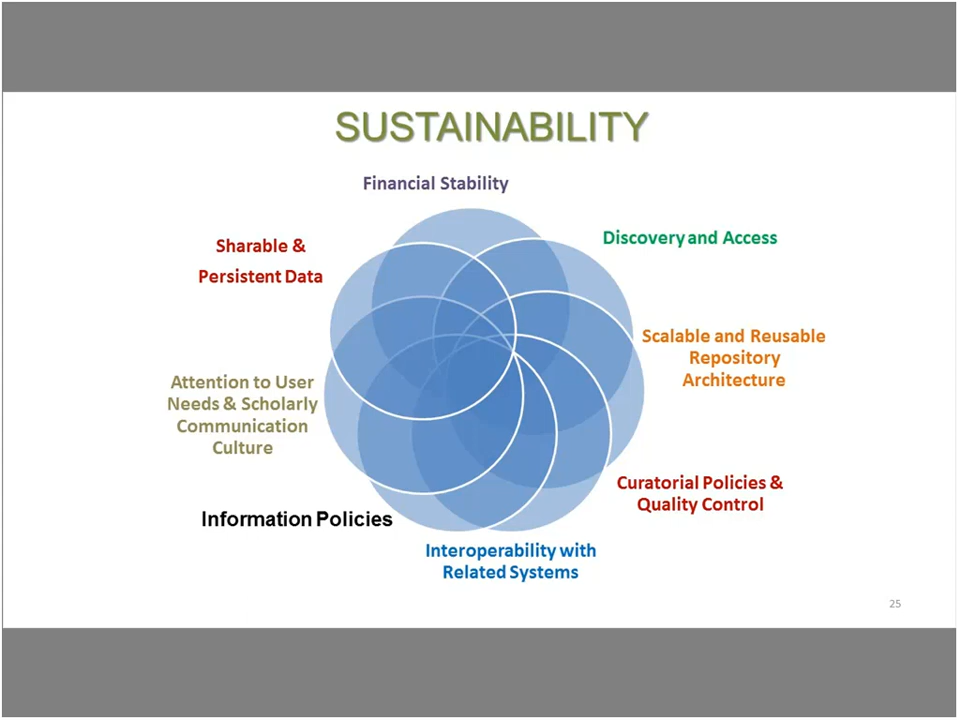 SUSTAINABILITY
Financial Stability
Discovery and Access
Sharable &
Persistent Data
Scalable and Reusable
Repository
Architecture
Attention to User
Needs & Scholarly
Communication
Culture
Curatorial Policies &
Quality Control
Information Policies
Interoperability with
Related Systems
25